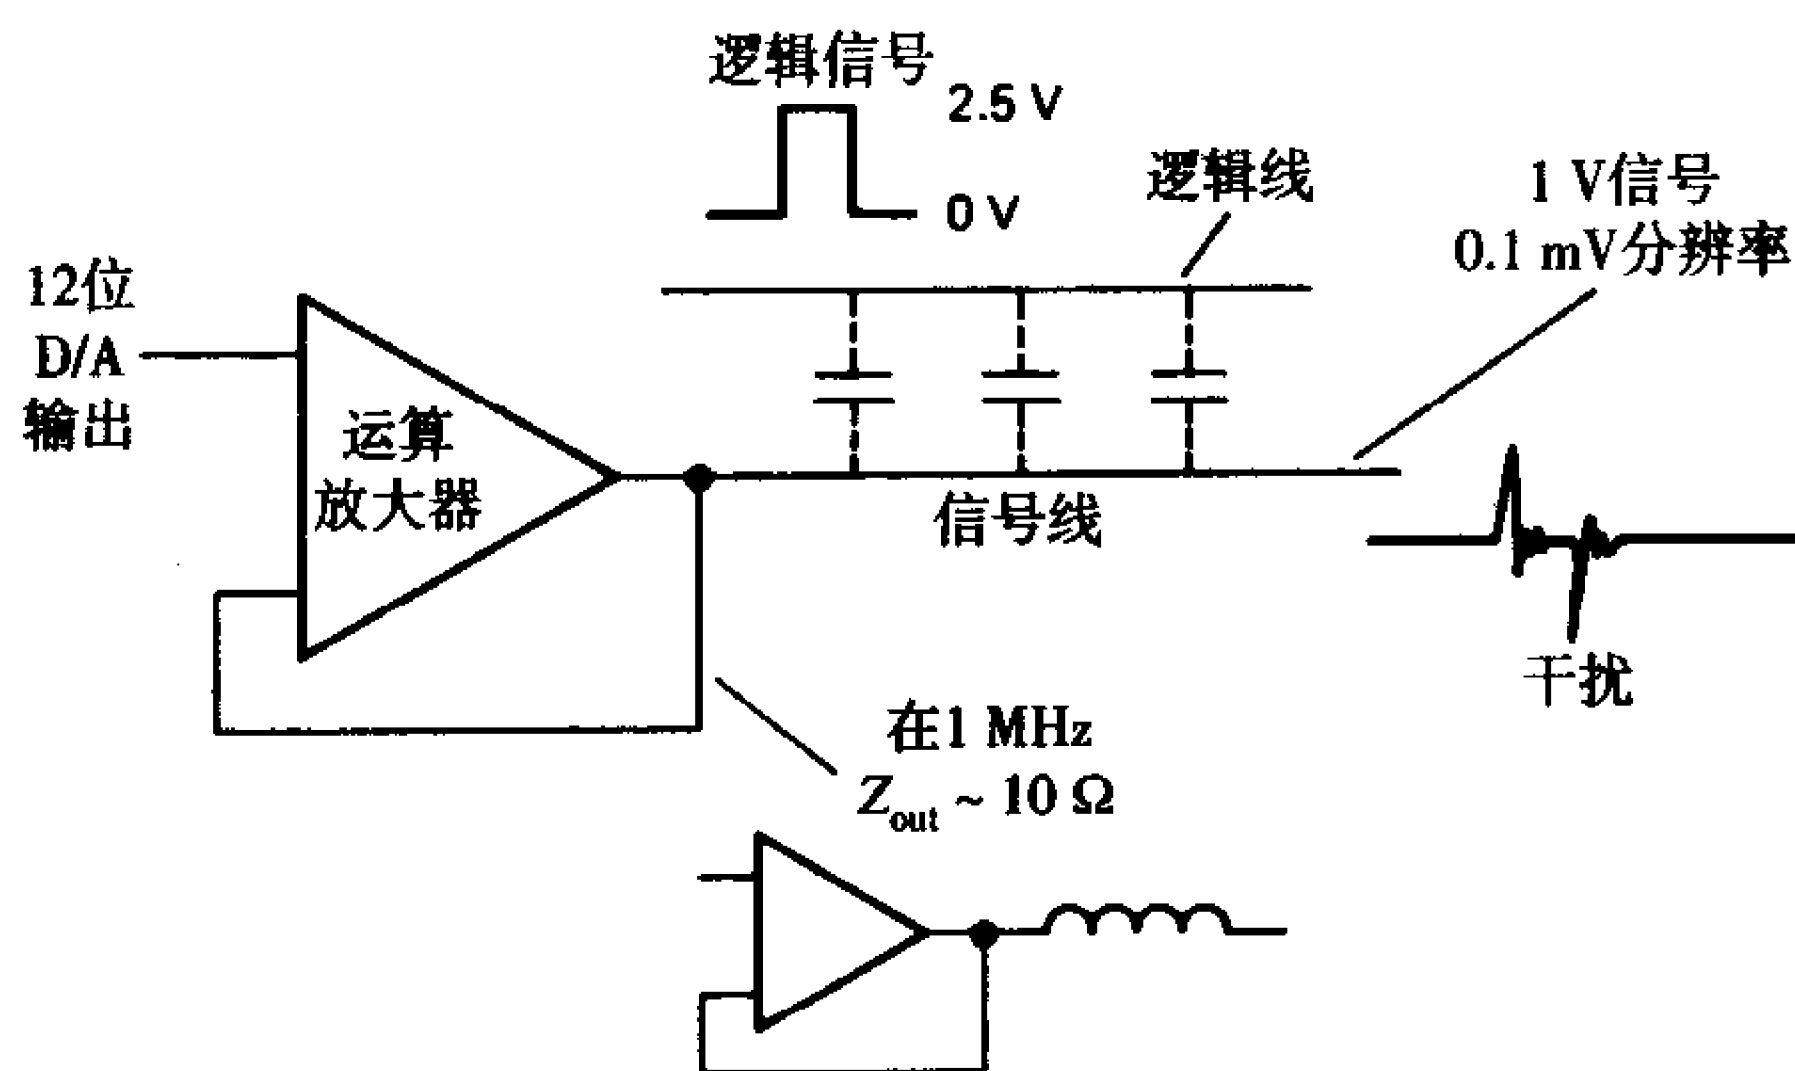 逻辑信号
2.5 V
0 V
逻辑线
1 V信号
0.1 mV分辨率
12位
D/A
输出
运算
放大器
信号线
干扰
在1 MHz
Zout ~ 10 Ω